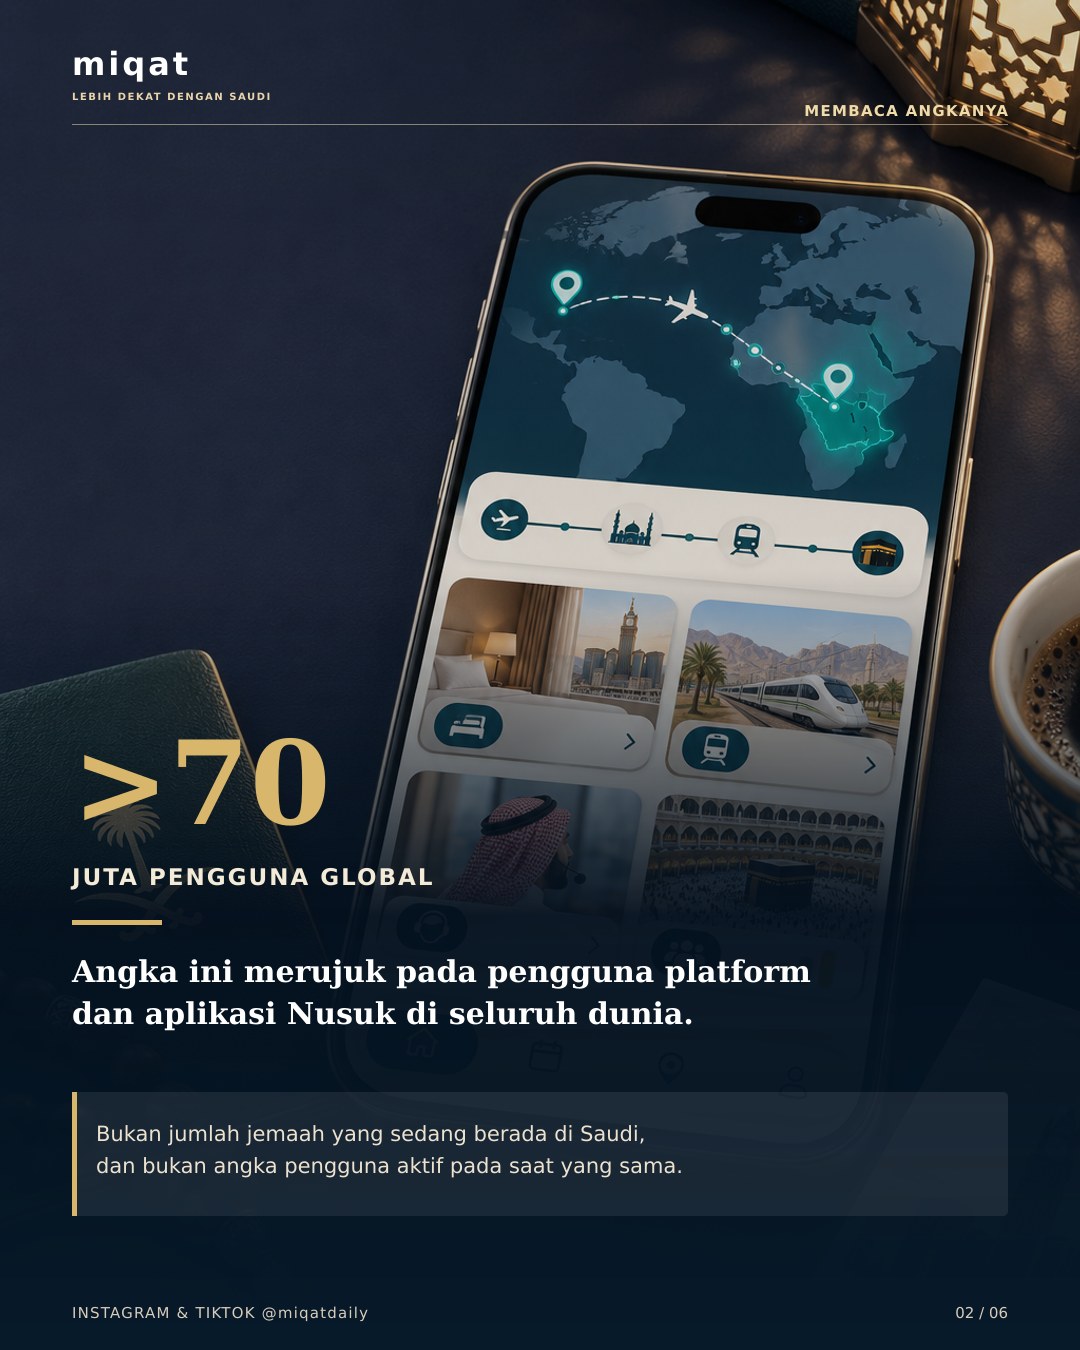 miqat
LEBIH DEKAT DENGAN SAUDI
MEMBACA ANGKANYA
>70
JUTA PENGGUNA GLOBAL
Angka ini merujuk pada pengguna platform
dan aplikasi Nusuk di seluruh dunia.
Bukan jumlah jemaah yang sedang berada di Saudi,
dan bukan angka pengguna aktif pada saat yang sama.
INSTAGRAM & TIKTOK @miqatdaily
02 / 06